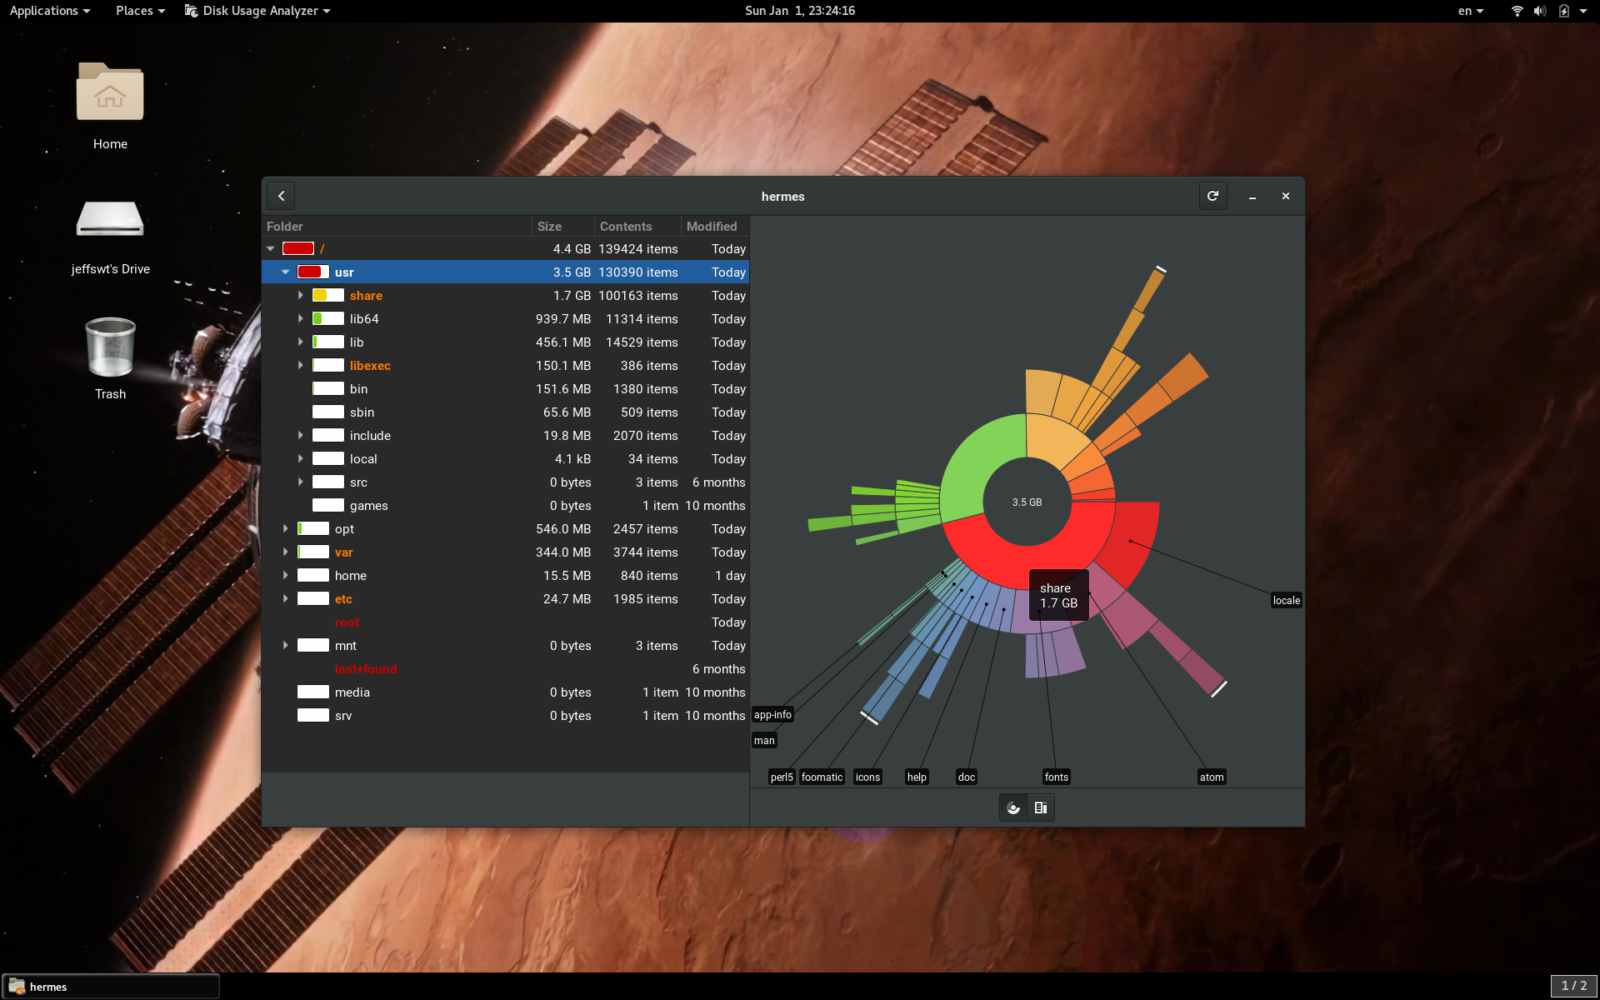 Applications Places Disk Usage Analyzer Sun Jan 1, 23:24:16 en
Home
jeffswt's Drive
Trash
hermes
Folder Size Contents Modified
/ 4.4 GB 139424 items Today
usr 3.5 GB 130390 items Today
share 1.7 GB 100163 items Today
lib64 939.7 MB 11314 items Today
lib 456.1 MB 14529 items Today
libexec 150.1 MB 386 items Today
bin 151.6 MB 1380 items Today
sbin 65.6 MB 509 items Today
include 19.8 MB 2070 items Today
local 4.1 kB 34 items Today
src 0 bytes 3 items 6 months
games 0 bytes 1 item 10 months
opt 546.0 MB 2457 items Today
var 344.0 MB 3744 items Today
home 15.5 MB 840 items 1 day
etc 24.7 MB 1985 items Today
root Today
mnt 0 bytes 3 items Today
lost+found 6 months
media 0 bytes 1 item 10 months
srv 0 bytes 1 item 10 months
3.5 GB
share
1.7 GB
locale
app-info
man
perl5 foomatic icons help doc fonts atom
hermes
1 / 2